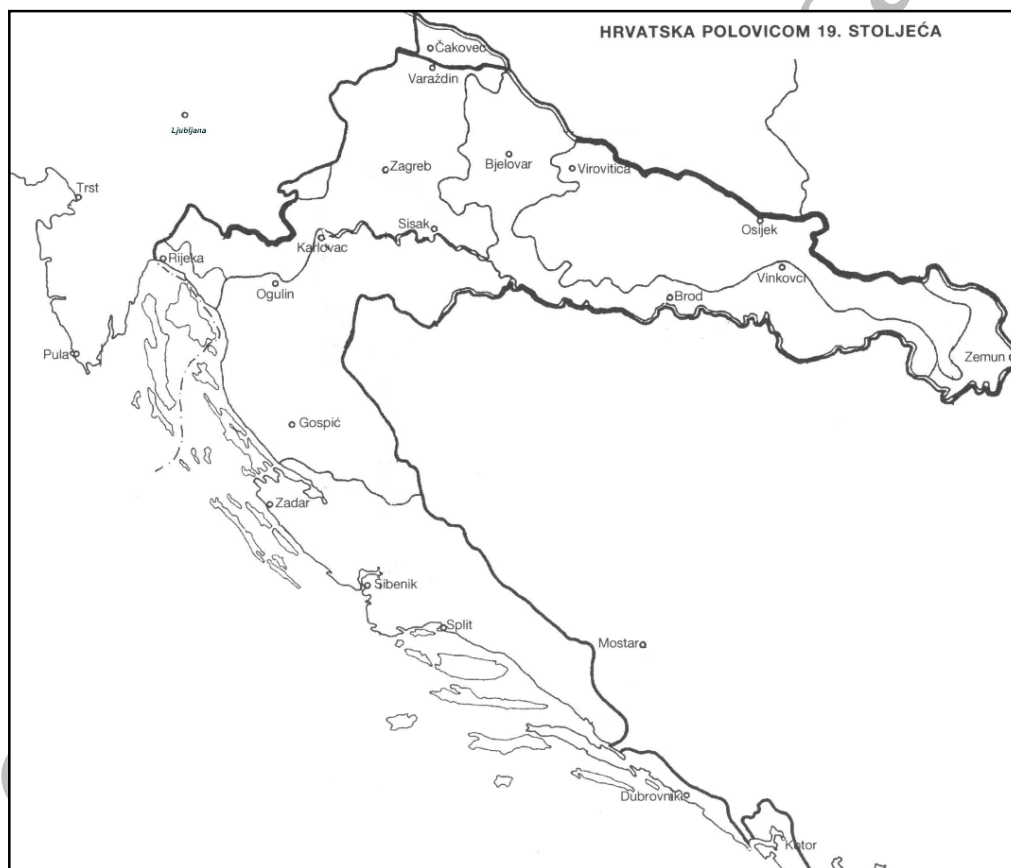 HRVATSKA POLOVICOM 19. STOLJEĆA
Čakovec
Varaždin
Ljubljana
Zagreb
Bjelovar
Virovitica
Trst
Sisak
Osijek
Karlovac
Rijeka
Vinkovci
Ogulin
Brod
Pula
Zemun
Gospić
Zadar
Šibenik
Split
Mostar
Dubrovnik
Kotor